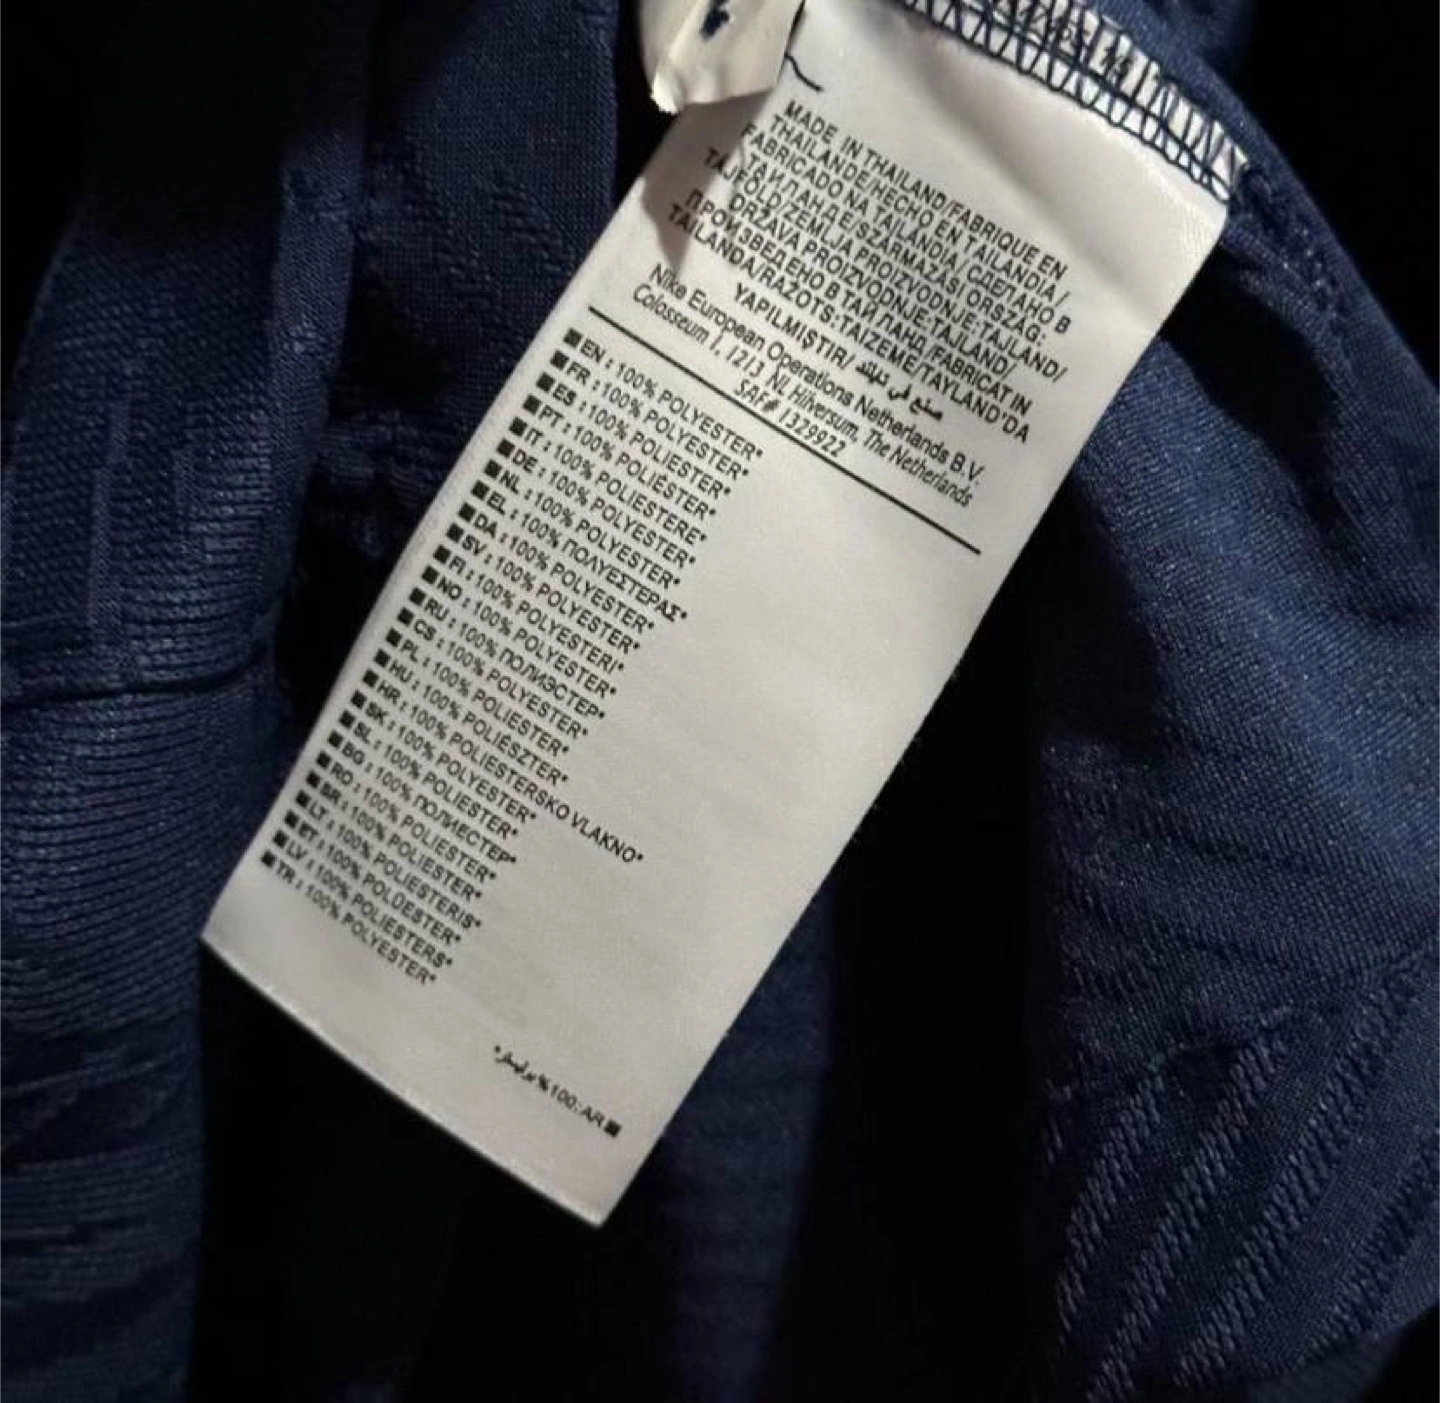 MADE IN THAILAND/FABRIQUE EN
THAILANDE/HECHO EN TAILANDIA/
FABRICADO NA TAILÂNDIA/ СДЕЛАНО В
ТАИЛАНДЕ/SZÁRMAZÁSI ORSZÁG:
TÁJFÖLD/ZEMLJA PROIZVODNJE:TAJLAND/
DRŽAVA PROIZVODNJE:TAJLAND/
ПРОИЗВЕДЕНО В ТАЙЛАНД/FABRICAT IN
TAILANDA/RAŽOTS:TAIZEME/TAYLAND'DA
YAPILMIŞTIR/ صنع في تايلند
Nike European Operations Netherlands B.V.
Colosseum 1, 1213 NL Hilversum, The Netherlands
SAF# 1329922
EN : 100% POLYESTER*
FR : 100% POLYESTER*
ES : 100% POLIESTER*
PT : 100% POLIÉSTER*
IT : 100% POLIESTERE*
DE : 100% POLYESTER*
NL : 100% POLYESTER*
EL : 100% ΠΟΛΥΕΣΤΕΡΑΣ*
DA : 100% POLYESTER*
SV : 100% POLYESTER*
FI : 100% POLYESTERI*
NO : 100% POLYESTER*
RU : 100% ПОЛИЭСТЕР*
CS : 100% POLYESTER*
PL : 100% POLIESTER*
HU : 100% POLIÉSZTER*
HR : 100% POLIESTERSKO VLAKNO*
SK : 100% POLYESTER*
SL : 100% POLIESTER*
BG : 100% ПОЛИЕСТЕР*
RO : 100% POLIESTER*
SR : 100% POLIESTER*
LT : 100% POLIESTERIS*
ET : 100% POLÜESTER*
LV : 100% POLIESTERS*
TR : 100% POLYESTER*
AR: 100% بوليستر*